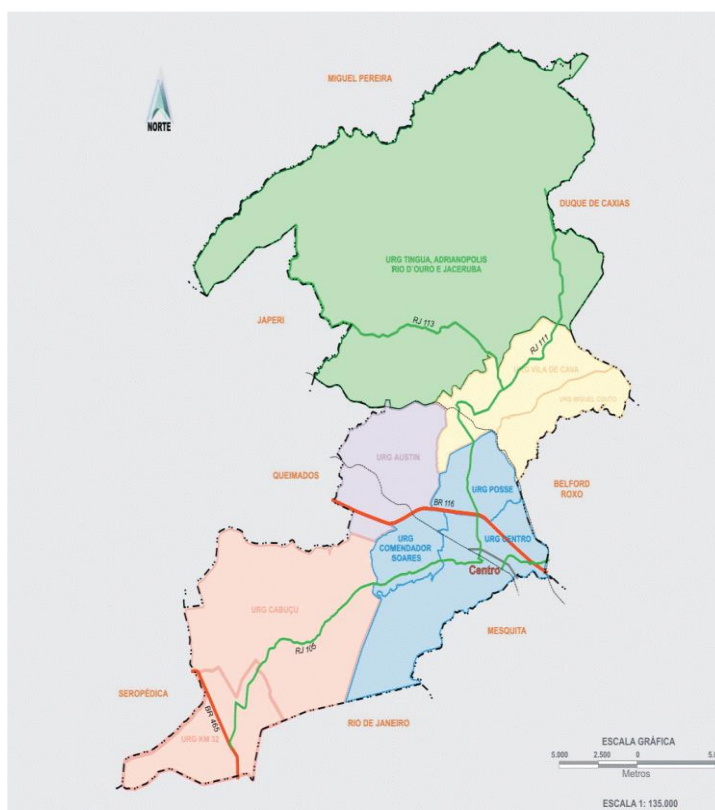 MIGUEL PEREIRA
NORTE
DUQUE DE CAXIAS
URG TINGUA, ADRIANOPOLIS
RIO D´OURO E JACERUBA
JAPERI
RJ 113
RJ 111
URG VILA DE CAVA
URG MIGUEL COUTO
URG AUSTIN
QUEIMADOS
BELFORD
ROXO
URG POSSE
BR 116
URG
COMENDADOR
SOARES
URG CENTRO
Centro
URG CABUÇU
MESQUITA
RJ 105
SEROPÉDICA
BR 465
RIO DE JANEIRO
URG KM 32
ESCALA GRÁFICA
5.000 2.500 0 5.0
Metros
ESCALA 1: 135.000